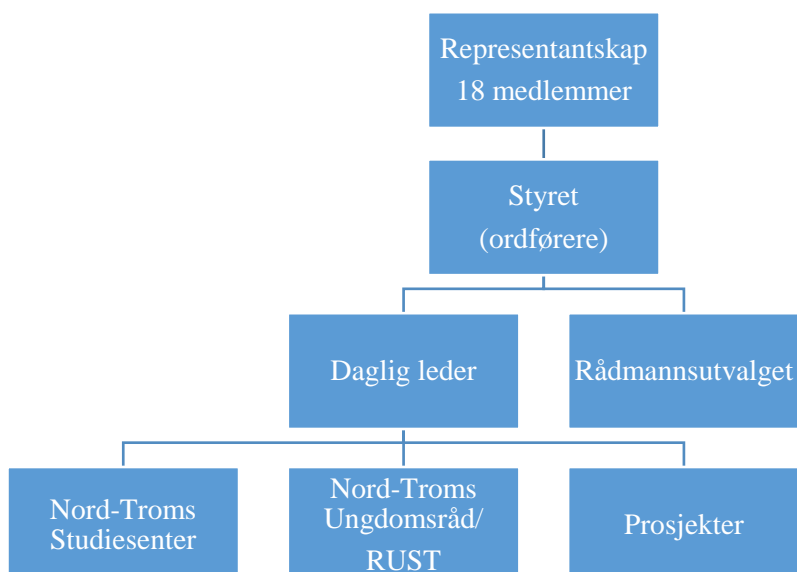 Representantskap
18 medlemmer
Styret
(ordførere)
Daglig leder
Rådmannsutvalget
Nord-Troms
Studiesenter
Nord-Troms
Ungdomsråd/
RUST
Prosjekter